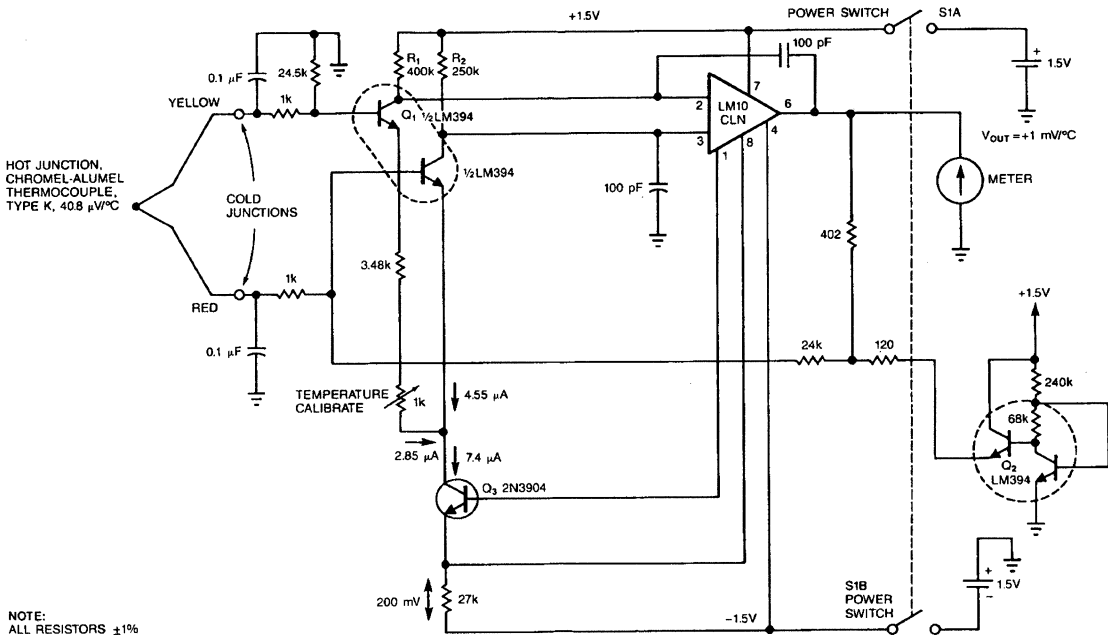 +1.5V
POWER SWITCH
S1A
0.1 µF
24.5k
R1
400k
R2
250k
100 pF
+
1.5V
YELLOW
1k
Q1 ½LM394
2
7
LM10
CLN
6
3
1
8
4
VOUT = +1 mV/°C
HOT JUNCTION,
CHROMEL-ALUMEL
THERMOCOUPLE,
TYPE K, 40.8 µV/°C
COLD
JUNCTIONS
½LM394
100 pF
METER
402
3.48k
1k
RED
+1.5V
0.1 µF
24k
120
TEMPERATURE
CALIBRATE
1k
4.55 µA
240k
68k
2.85 µA
7.4 µA
Q2
LM394
Q3 2N3904
200 mV
27k
S1B
POWER
SWITCH
+
1.5V
−
−1.5V
NOTE:
ALL RESISTORS ±1%